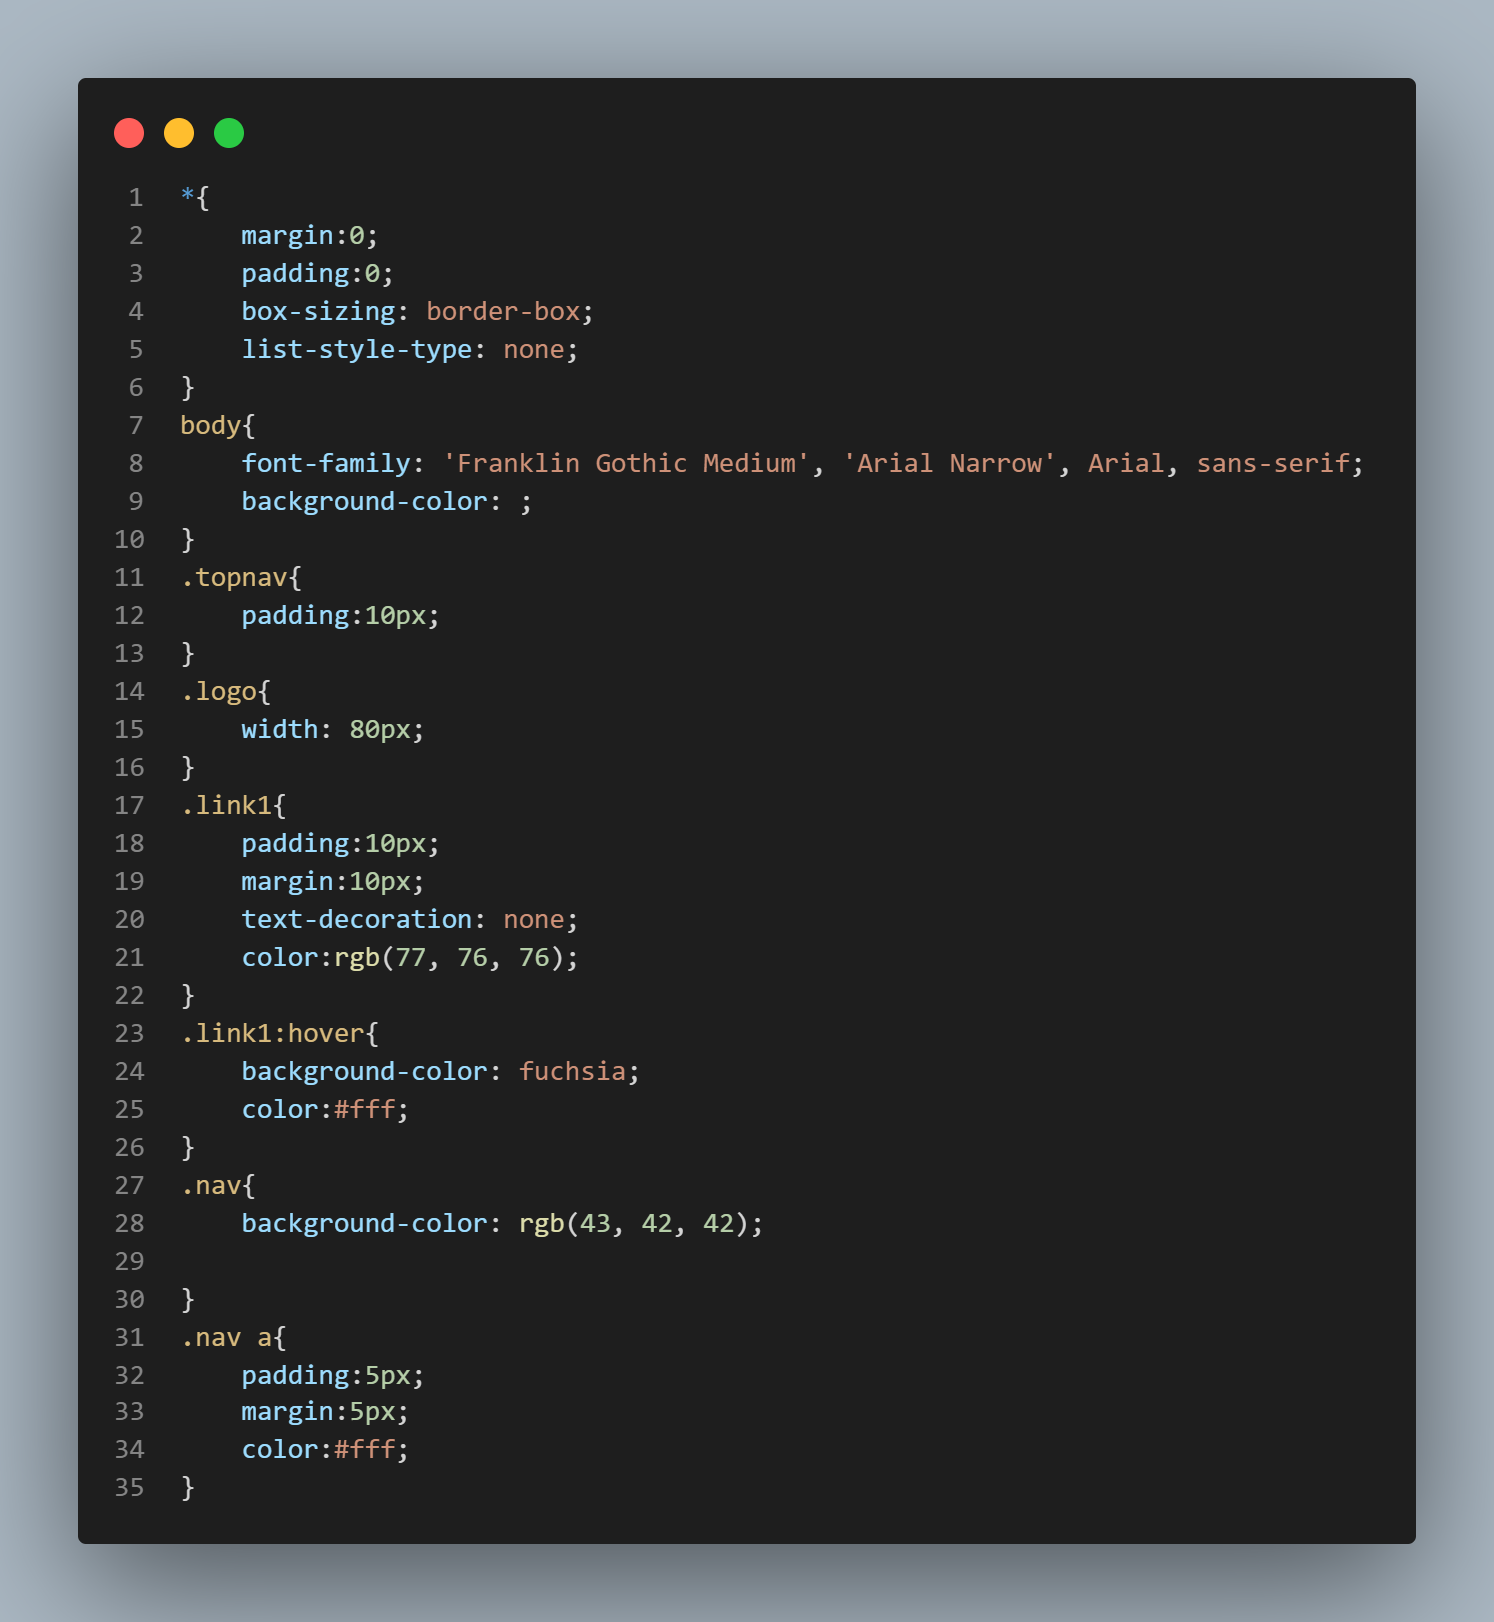 1 *{
2     margin:0;
3     padding:0;
4     box-sizing: border-box;
5     list-style-type: none;
6 }
7 body{
8     font-family: 'Franklin Gothic Medium', 'Arial Narrow', Arial, sans-serif;
9     background-color: ;
10 }
11 .topnav{
12     padding:10px;
13 }
14 .logo{
15     width: 80px;
16 }
17 .link1{
18     padding:10px;
19     margin:10px;
20     text-decoration: none;
21     color:rgb(77, 76, 76);
22 }
23 .link1:hover{
24     background-color: fuchsia;
25     color:#fff;
26 }
27 .nav{
28     background-color: rgb(43, 42, 42);
29
30 }
31 .nav a{
32     padding:5px;
33     margin:5px;
34     color:#fff;
35 }